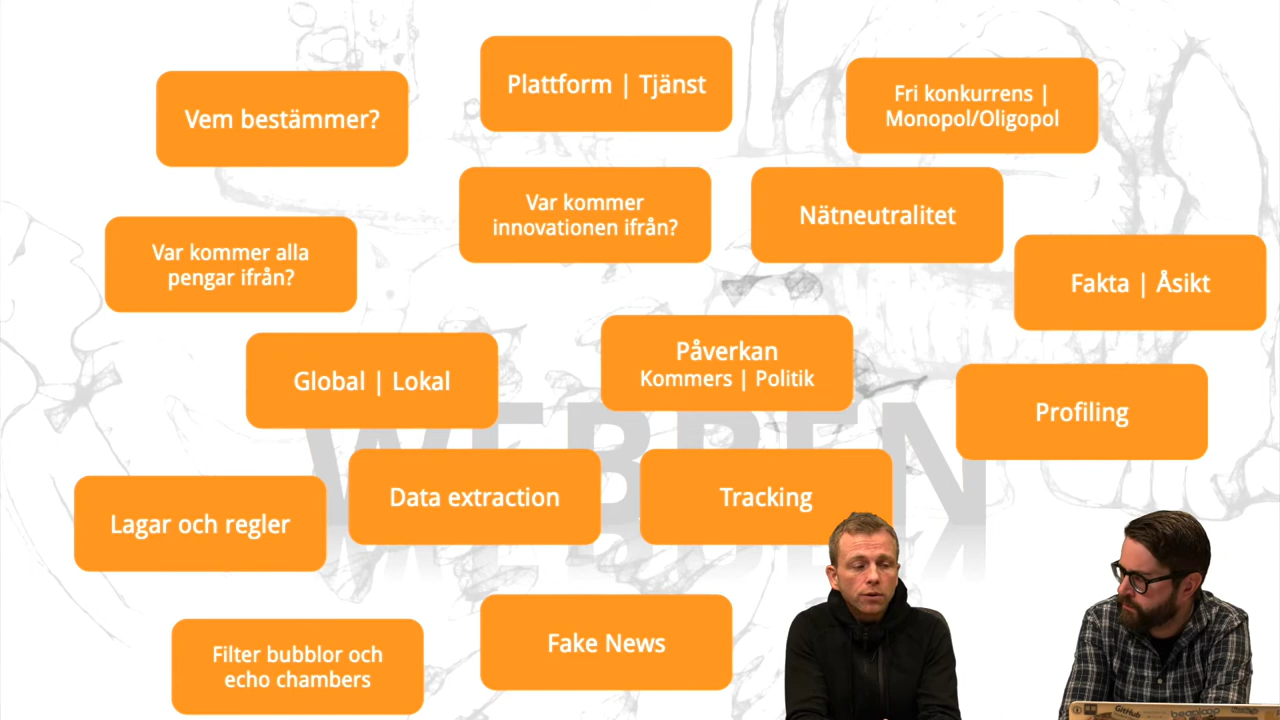 Plattform | Tjänst
Vem bestämmer?
Fri konkurrens |
Monopol/Oligopol
Var kommer
innovationen ifrån?
Nätneutralitet
Var kommer alla
pengar ifrån?
Fakta | Åsikt
Påverkan
Kommers | Politik
Global | Lokal
Profiling
WEBBEN
Data extraction
Tracking
Lagar och regler
Fake News
Filter bubblor och
echo chambers
GitHub